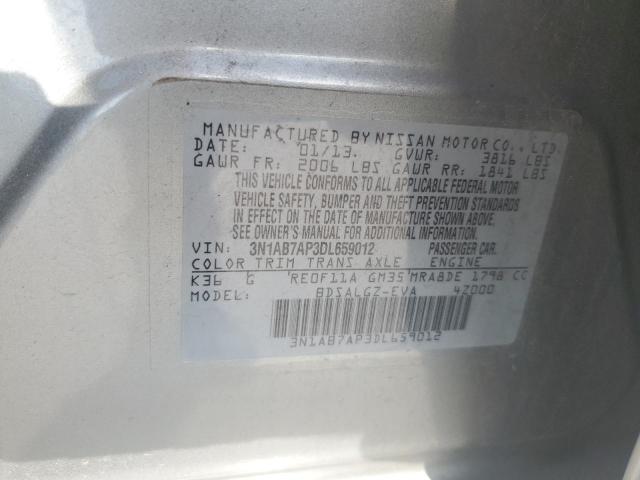 MANUFACTURED BY NISSAN MOTOR CO., LTD.
DATE: 01/13. GVWR: 3816 LBS
GAWR FR: 2006 LBS GAWR RR: 1841 LBS
THIS VEHICLE CONFORMS TO ALL APPLICABLE FEDERAL MOTOR
VEHICLE SAFETY, BUMPER AND THEFT PREVENTION STANDARDS
IN EFFECT ON THE DATE OF MANUFACTURE SHOWN ABOVE.
SEE OWNER'S MANUAL FOR LOAD LIMITS.
VIN: 3N1AB7AP3DL659012 PASSENGER CAR.
COLOR TRIM TRANS AXLE ENGINE
K36 G RE0F11A GM35 MRA8DE 1798 CC
MODEL: BDSALGZ-EVA 4Z000
3N1AB7AP3DL659012